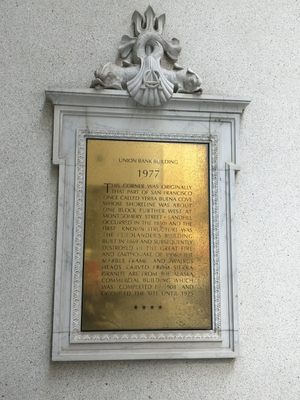 UNION BANK BUILDING
1977
THIS CORNER WAS ORIGINALLY
THAT PART OF SAN FRANCISCO
ONCE CALLED YERBA BUENA COVE
WHOSE SHORELINE WAS ABOUT
ONE BLOCK FURTHER WEST AT
MONTGOMERY STREET • LANDFILL
OCCURRED IN THE 1850'S AND THE
FIRST KNOWN STRUCTURE WAS
THE BUILDING
BUILT IN AND SUBSEQUENTLY
DESTROYED IN THE GREAT FIRE
AND EARTHQUAKE OF 1906 • THE
MARBLE FRAME AND WALRUS
HEADS CARVED FROM SIERRA
GRANITE ARE FROM THE ALASKA
COMMERCIAL BUILDING WHICH
WAS COMPLETED IN 1908 AND
OCCUPIED THE SITE UNTIL 1975